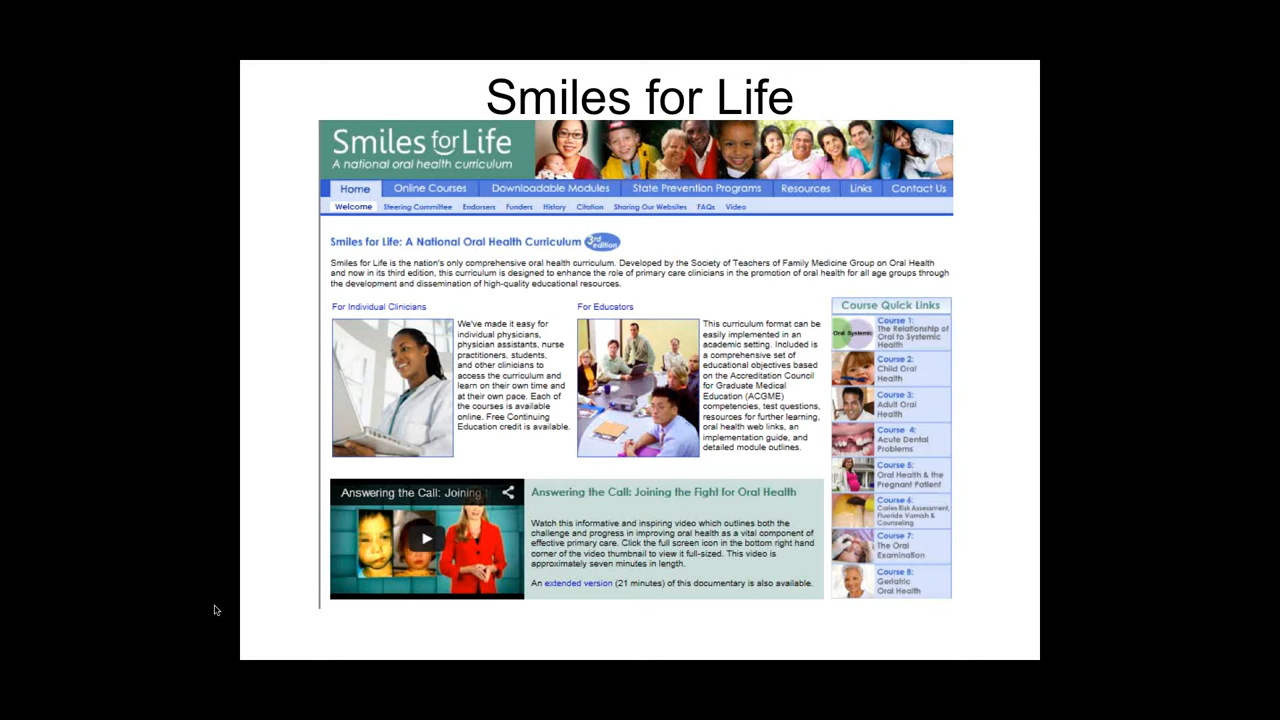 Smiles for Life
Smiles for Life
A national oral health curriculum
Home Online Courses Downloadable Modules State Prevention Programs Resources Links Contact Us
Welcome Steering Committee Endorsers Funders History Citation Sharing Our Websites FAQs Video
Smiles for Life: A National Oral Health Curriculum 3rd edition
Smiles for Life is the nation's only comprehensive oral health curriculum. Developed by the Society of Teachers of Family Medicine Group on Oral Health
and now in its third edition, this curriculum is designed to enhance the role of primary care clinicians in the promotion of oral health for all age groups through
the development and dissemination of high-quality educational resources.
For Individual Clinicians
We've made it easy for
individual physicians,
physician assistants, nurse
practitioners, students,
and other clinicians to
access the curriculum and
learn on their own time and
at their own pace. Each of
the courses is available
online. Free Continuing
Education credit is available.
For Educators
This curriculum format can be
easily implemented in an
academic setting. Included is
a comprehensive set of
educational objectives based
on the Accreditation Council
for Graduate Medical
Education (ACGME)
competencies, test questions,
resources for further learning,
oral health web links, an
implementation guide, and
detailed module outlines.
Course Quick Links
Oral Systemic
Course 1:
The Relationship of
Oral to Systemic
Health
Course 2:
Child Oral
Health
Course 3:
Adult Oral
Health
Course 4:
Acute Dental
Problems
Course 5:
Oral Health & the
Pregnant Patient
Course 6:
Caries Risk Assessment,
Fluoride Varnish &
Counseling
Course 7:
The Oral
Examination
Course 8:
Geriatric
Oral Health
Answering the Call: Joining t
Answering the Call: Joining the Fight for Oral Health
Watch this informative and inspiring video which outlines both the
challenge and progress in improving oral health as a vital component of
effective primary care. Click the full screen icon in the bottom right hand
corner of the video thumbnail to view it full-sized. This video is
approximately seven minutes in length.
An extended version (21 minutes) of this documentary is also available.